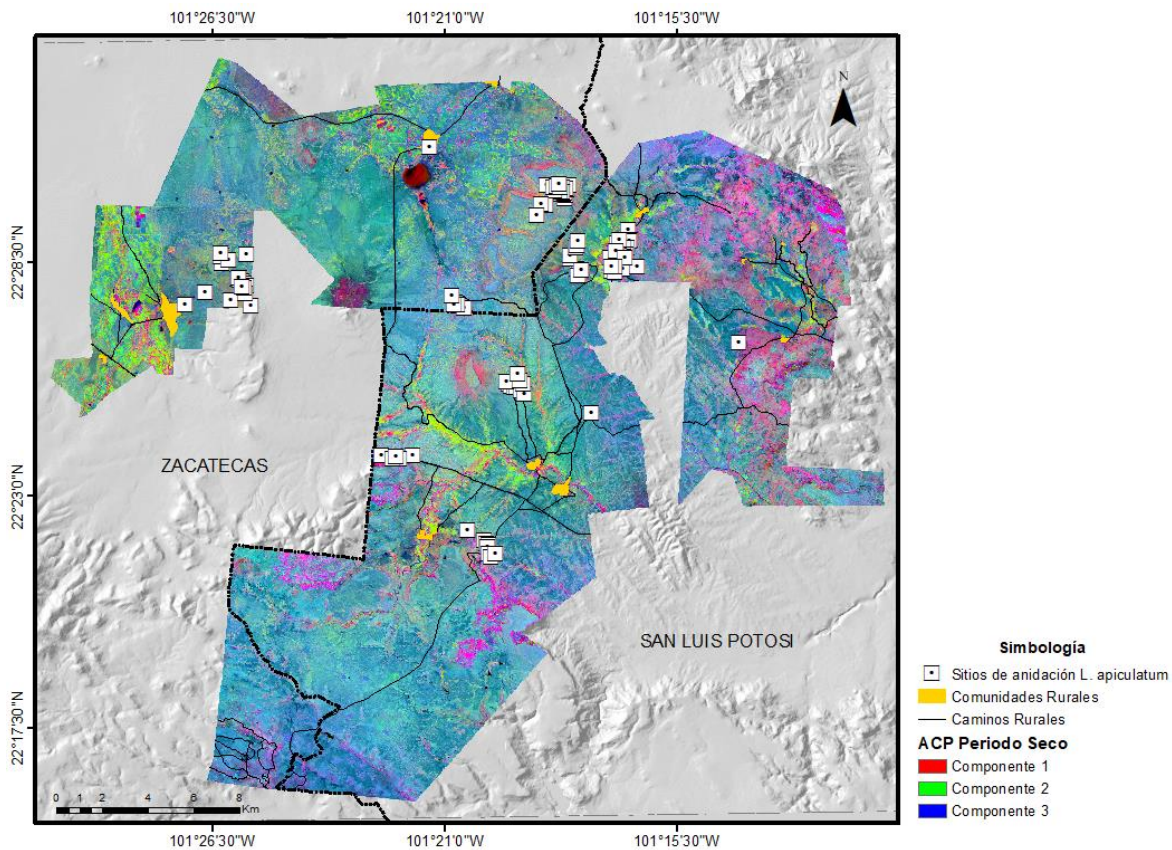 101°26'30"W 101°21'0"W 101°15'30"W
N
22°28'30"N
22°23'0"N
22°17'30"N
ZACATECAS
SAN LUIS POTOSI
0 1 2 4 6 8
Km
101°26'30"W 101°21'0"W 101°15'30"W
Simbología
Sitios de anidación L. apiculatum
Comunidades Rurales
Caminos Rurales
ACP Periodo Seco
Componente 1
Componente 2
Componente 3